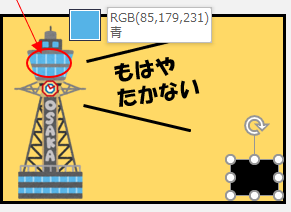 RGB(85,179,231)
青
もはや
たかない
OSAKA